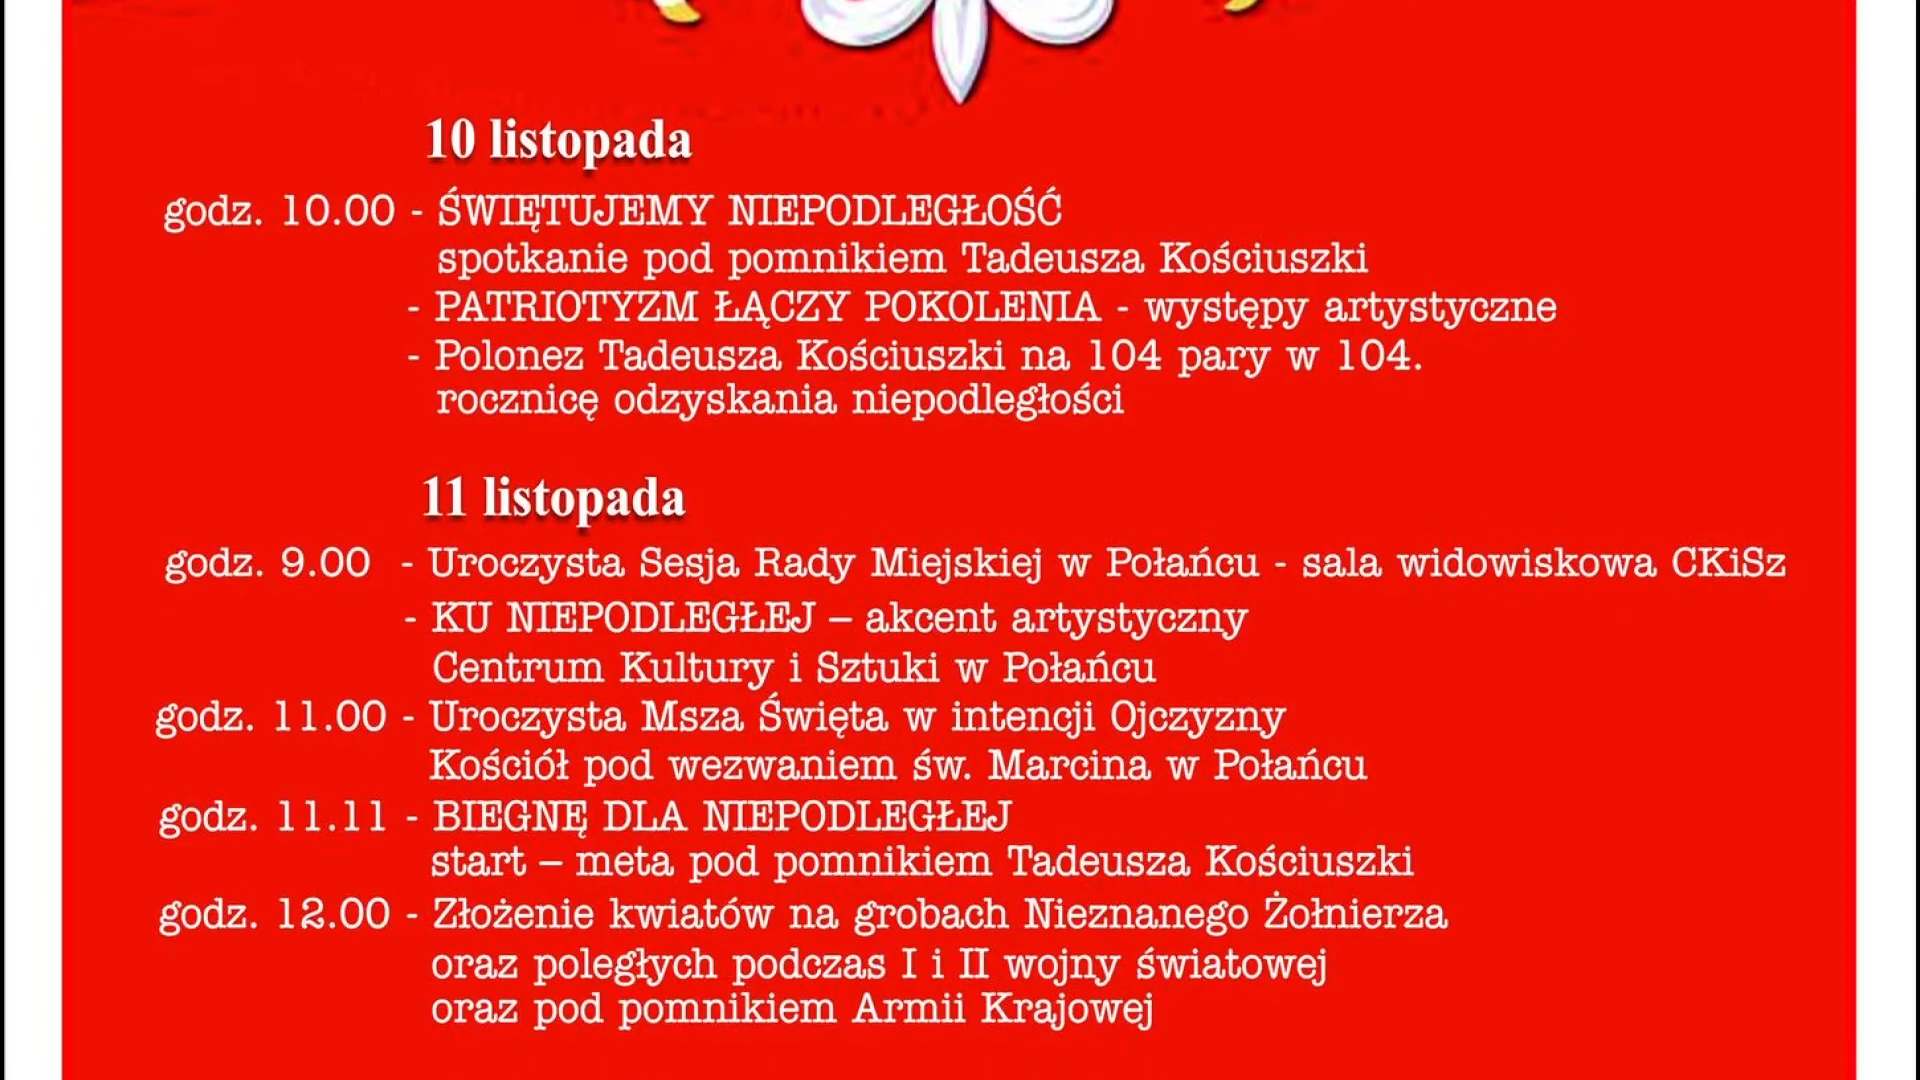 10 listopada
godz. 10.00 - ŚWIĘTUJEMY NIEPODLEGŁOŚĆ
spotkanie pod pomnikiem Tadeusza Kościuszki
- PATRIOTYZM ŁĄCZY POKOLENIA - występy artystyczne
- Polonez Tadeusza Kościuszki na 104 pary w 104.
rocznicę odzyskania niepodległości
11 listopada
godz. 9.00 - Uroczysta Sesja Rady Miejskiej w Połańcu - sala widowiskowa CKiSz
- KU NIEPODLEGŁEJ – akcent artystyczny
Centrum Kultury i Sztuki w Połańcu
godz. 11.00 - Uroczysta Msza Święta w intencji Ojczyzny
Kościół pod wezwaniem św. Marcina w Połańcu
godz. 11.11 - BIEGNĘ DLA NIEPODLEGŁEJ
start – meta pod pomnikiem Tadeusza Kościuszki
godz. 12.00 - Złożenie kwiatów na grobach Nieznanego Żołnierza
oraz poległych podczas I i II wojny światowej
oraz pod pomnikiem Armii Krajowej